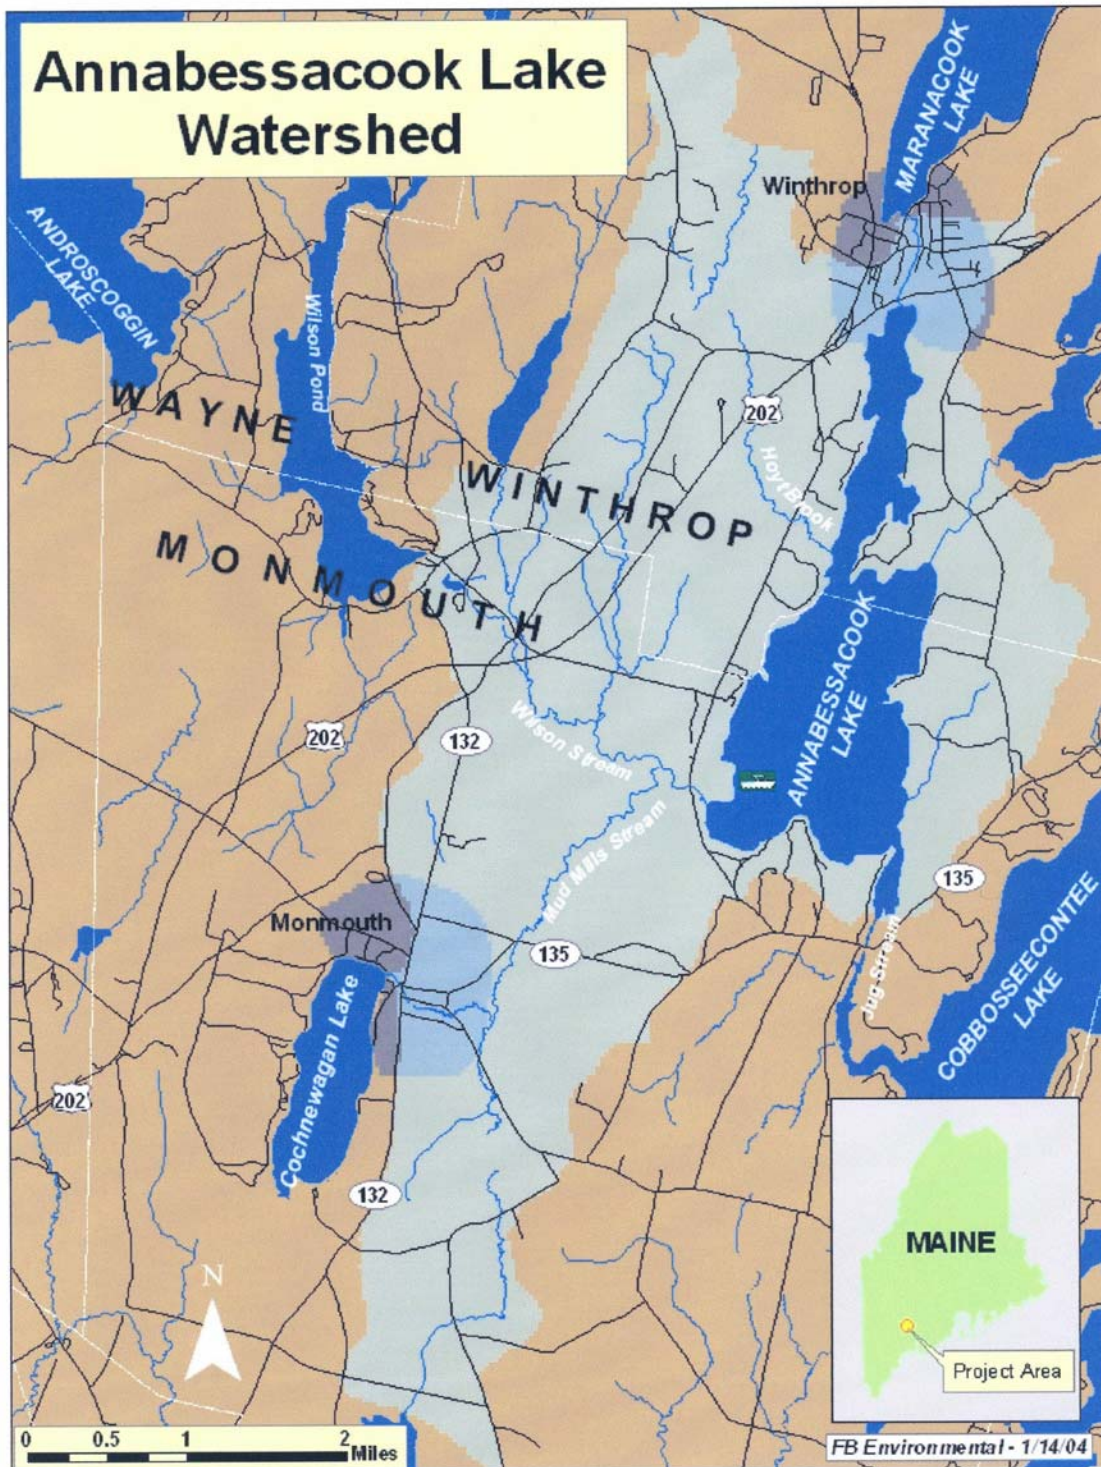 Annabessacook Lake
Watershed
MARANACOOK
LAKE
Winthrop
ANDROSCOGGIN
LAKE
Wilson Pond
WAYNE
202
WINTHROP
Hoyt Brook
MONMOUTH
ANNABESSACOOK
LAKE
202
132
Wilson Stream
Mud Mills Stream
135
Monmouth
135
Jug Stream
COBBOSSEECONTEE
LAKE
Cochnewagan Lake
202
132
MAINE
Project Area
N
0 0.5 1 2
Miles
FB Environmental - 1/14/04